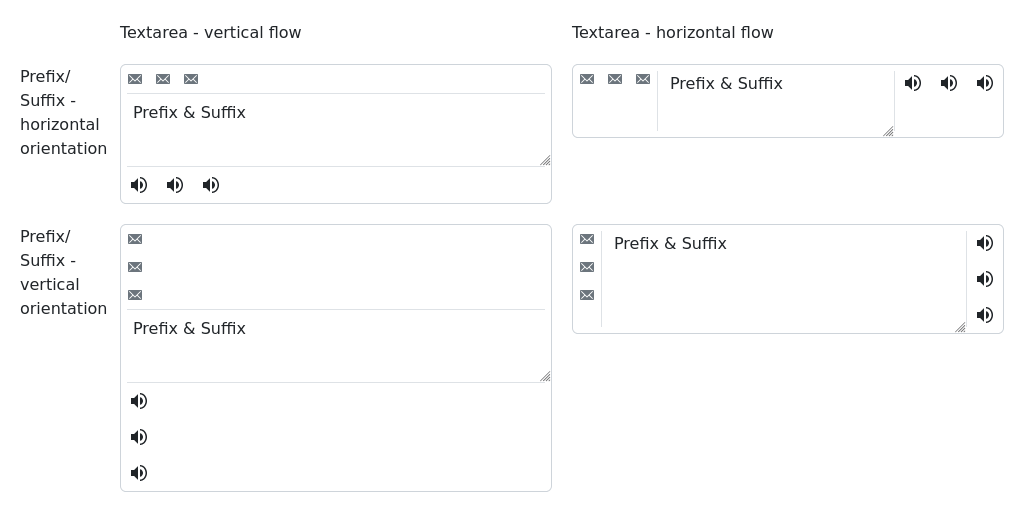 Textarea - vertical flow
Textarea - horizontal flow
Prefix/
Suffix -
horizontal
orientation
Prefix & Suffix
Prefix & Suffix
Prefix/
Suffix -
vertical
orientation
Prefix & Suffix
Prefix & Suffix